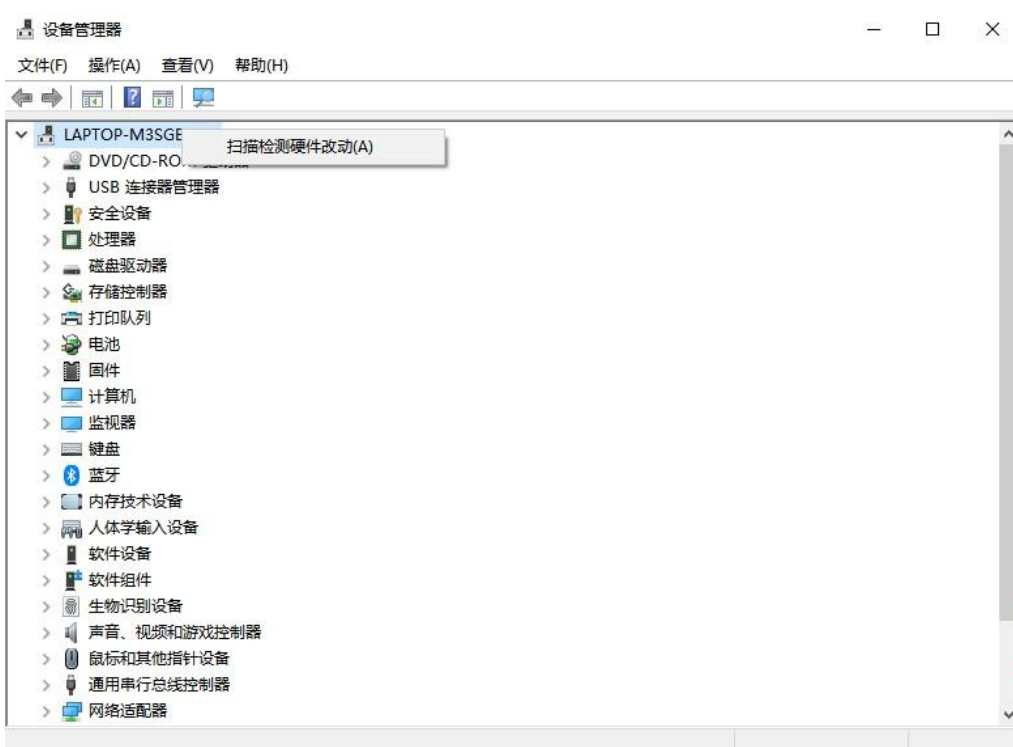 设备管理器
文件(F) 操作(A) 查看(V) 帮助(H)
LAPTOP-M3SGE
扫描检测硬件改动(A)
DVD/CD-RO
USB 连接器管理器
安全设备
处理器
磁盘驱动器
存储控制器
打印队列
电池
固件
计算机
监视器
键盘
蓝牙
内存技术设备
人体学输入设备
软件设备
软件组件
生物识别设备
声音、视频和游戏控制器
鼠标和其他指针设备
通用串行总线控制器
网络适配器